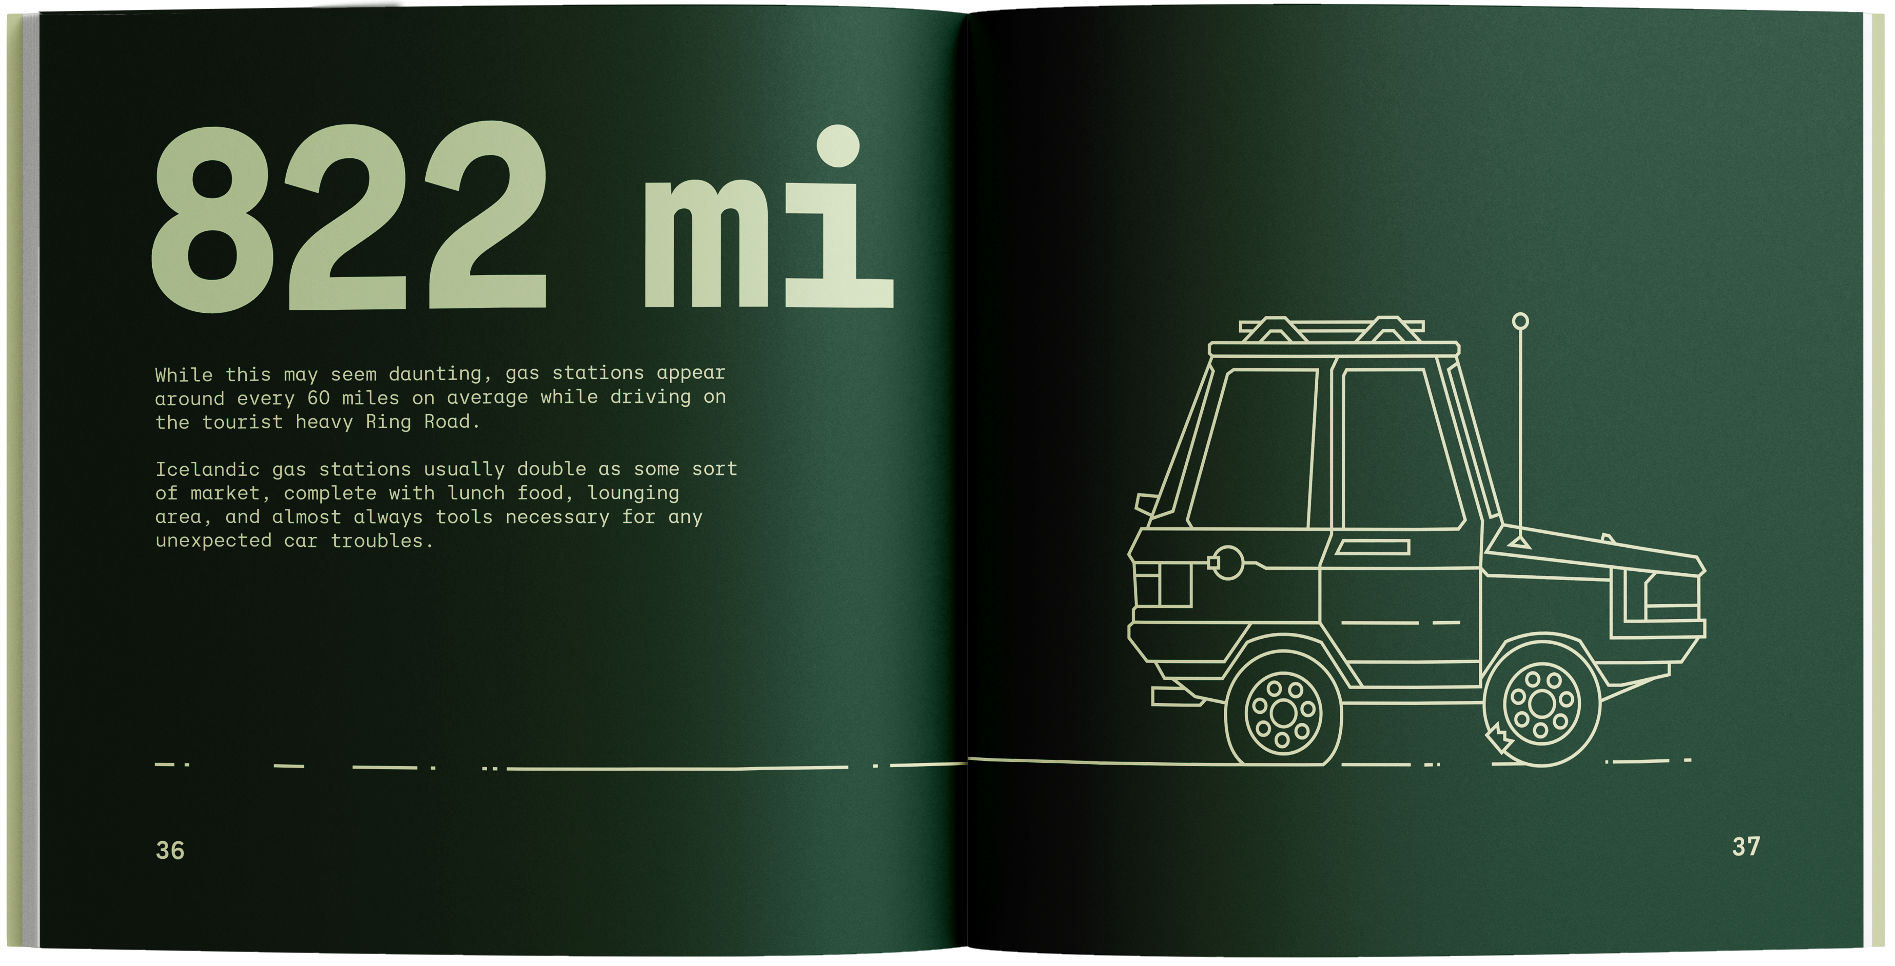 822 mi
While this may seem daunting, gas stations appear
around every 60 miles on average while driving on
the tourist heavy Ring Road.
Icelandic gas stations usually double as some sort
of market, complete with lunch food, lounging
area, and almost always tools necessary for any
unexpected car troubles.
36
37